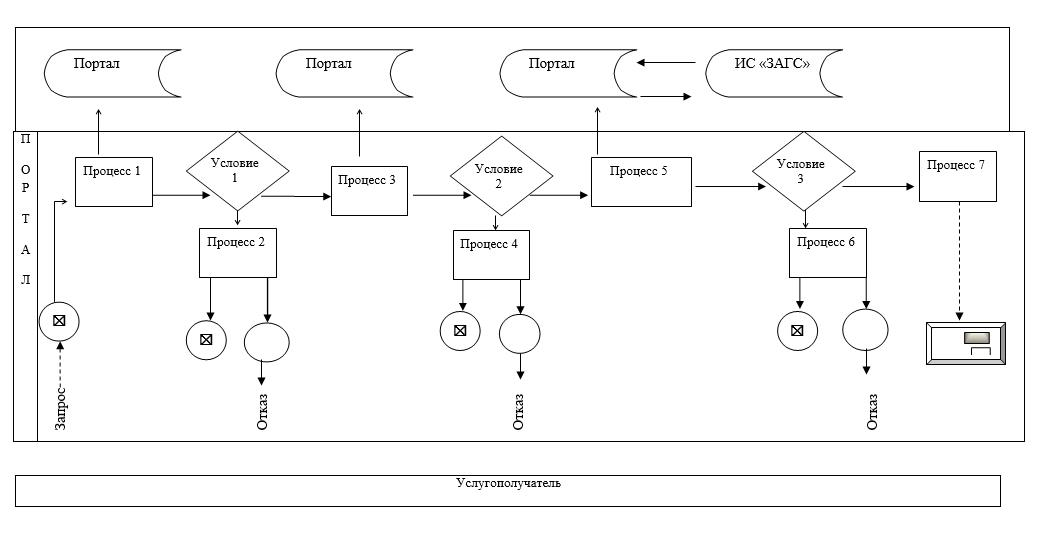 Портал
Портал
Портал
ИС «ЗАГС»
П
О
Р
Т
А
Л
Процесс 1
Условие
1
Процесс 3
Условие
2
Процесс 5
Условие
3
Процесс 7
Процесс 2
Процесс 4
Процесс 6
Запрос
Отказ
Отказ
Отказ
Услугополучатель